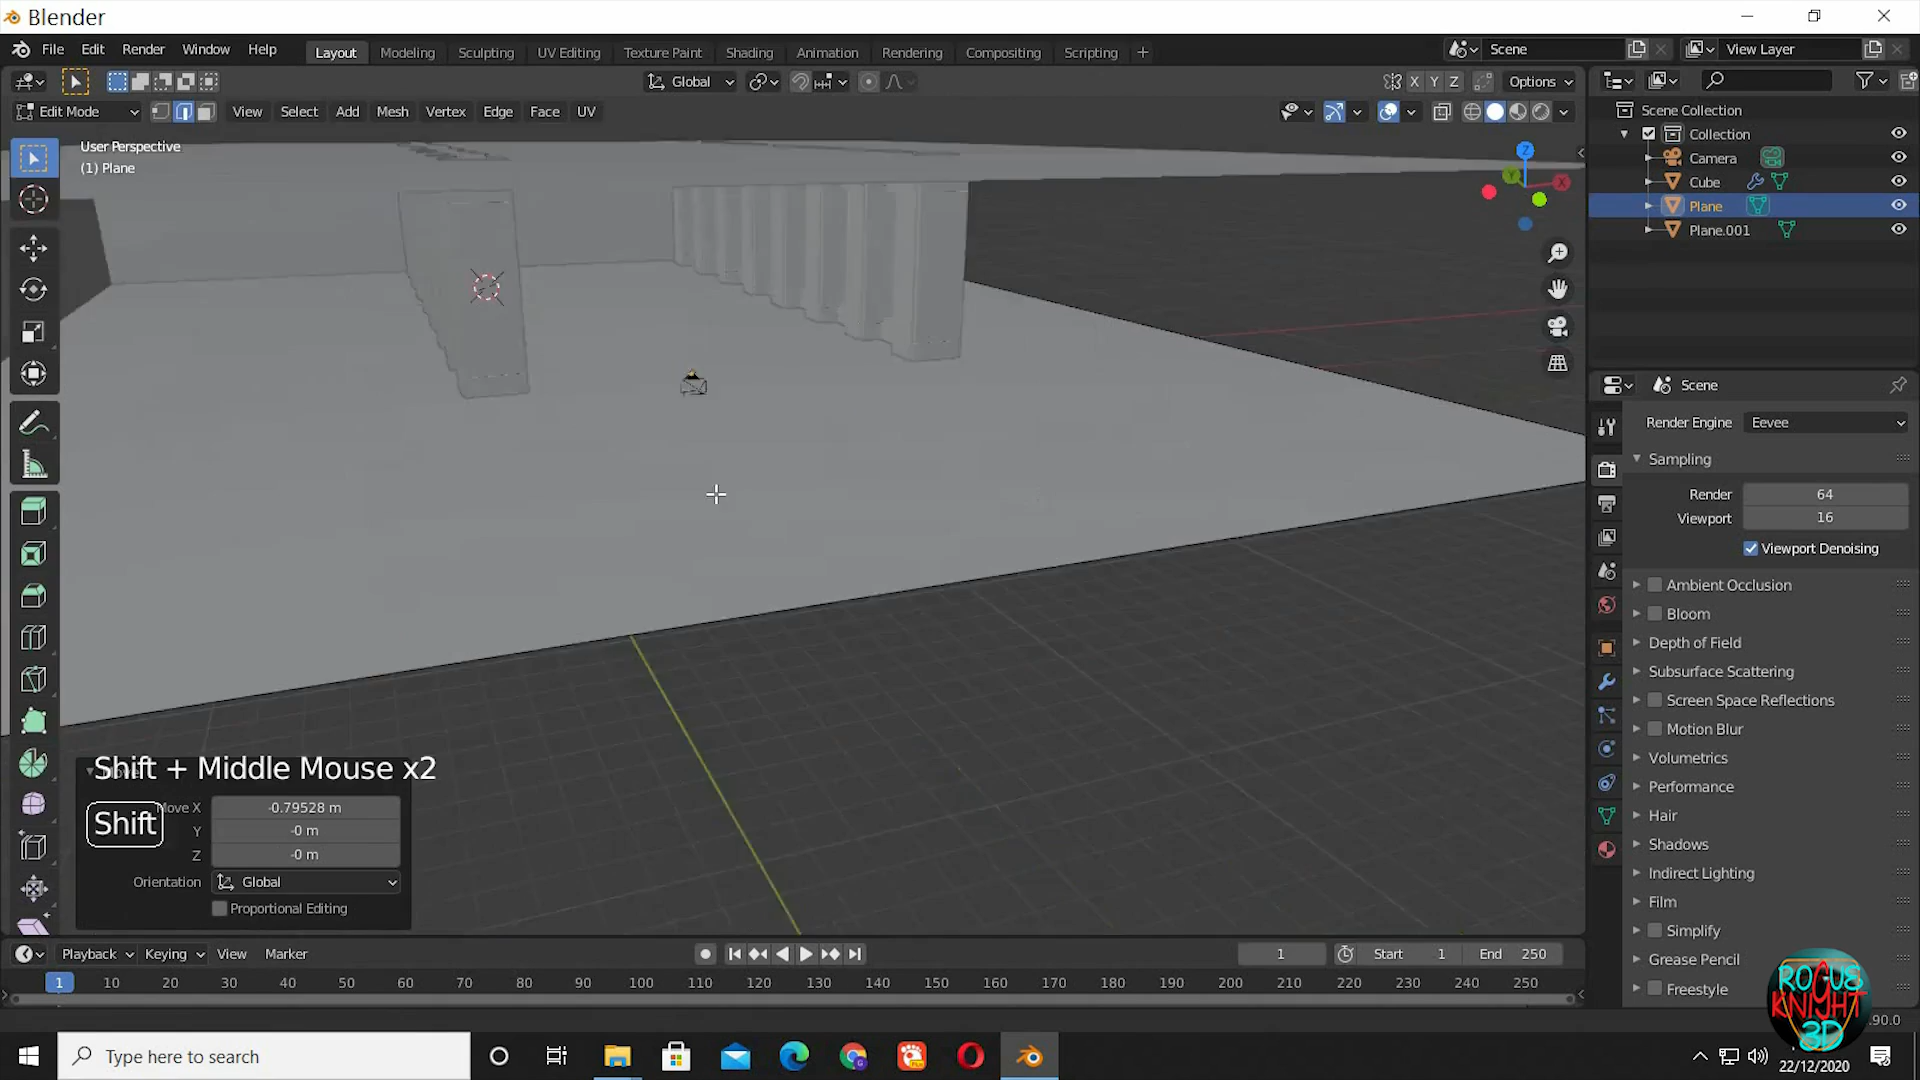 Blender
File Edit Render Window Help Layout Modeling Sculpting UV Editing Texture Paint Shading Animation Rendering Compositing Scripting + Scene View Layer
Global X Y Z Options
Edit Mode View Select Add Mesh Vertex Edge Face UV
User Perspective
(1) Plane
Z
Y
X
Scene Collection
Collection
Camera
Cube
Plane
Plane.001
Scene
Render Engine Eevee
Sampling
Render 64
Viewport 16
Viewport Denoising
Ambient Occlusion
Bloom
Depth of Field
Subsurface Scattering
Screen Space Reflections
Motion Blur
Volumetrics
Performance
Hair
Shadows
Indirect Lighting
Film
Simplify
Grease Pencil
Freestyle
Shift + Middle Mouse x2
Shift
Move X -0.79528 m
Y -0 m
Z -0 m
Orientation Global
Proportional Editing
Playback Keying View Marker 1 Start 1 End 250
1 10 20 30 40 50 60 70 80 90 100 110 120 130 140 150 160 170 180 190 200 210 220 230 240 250
ROGUE
KNIGHT
3D
.90.0
Type here to search
22/12/2020